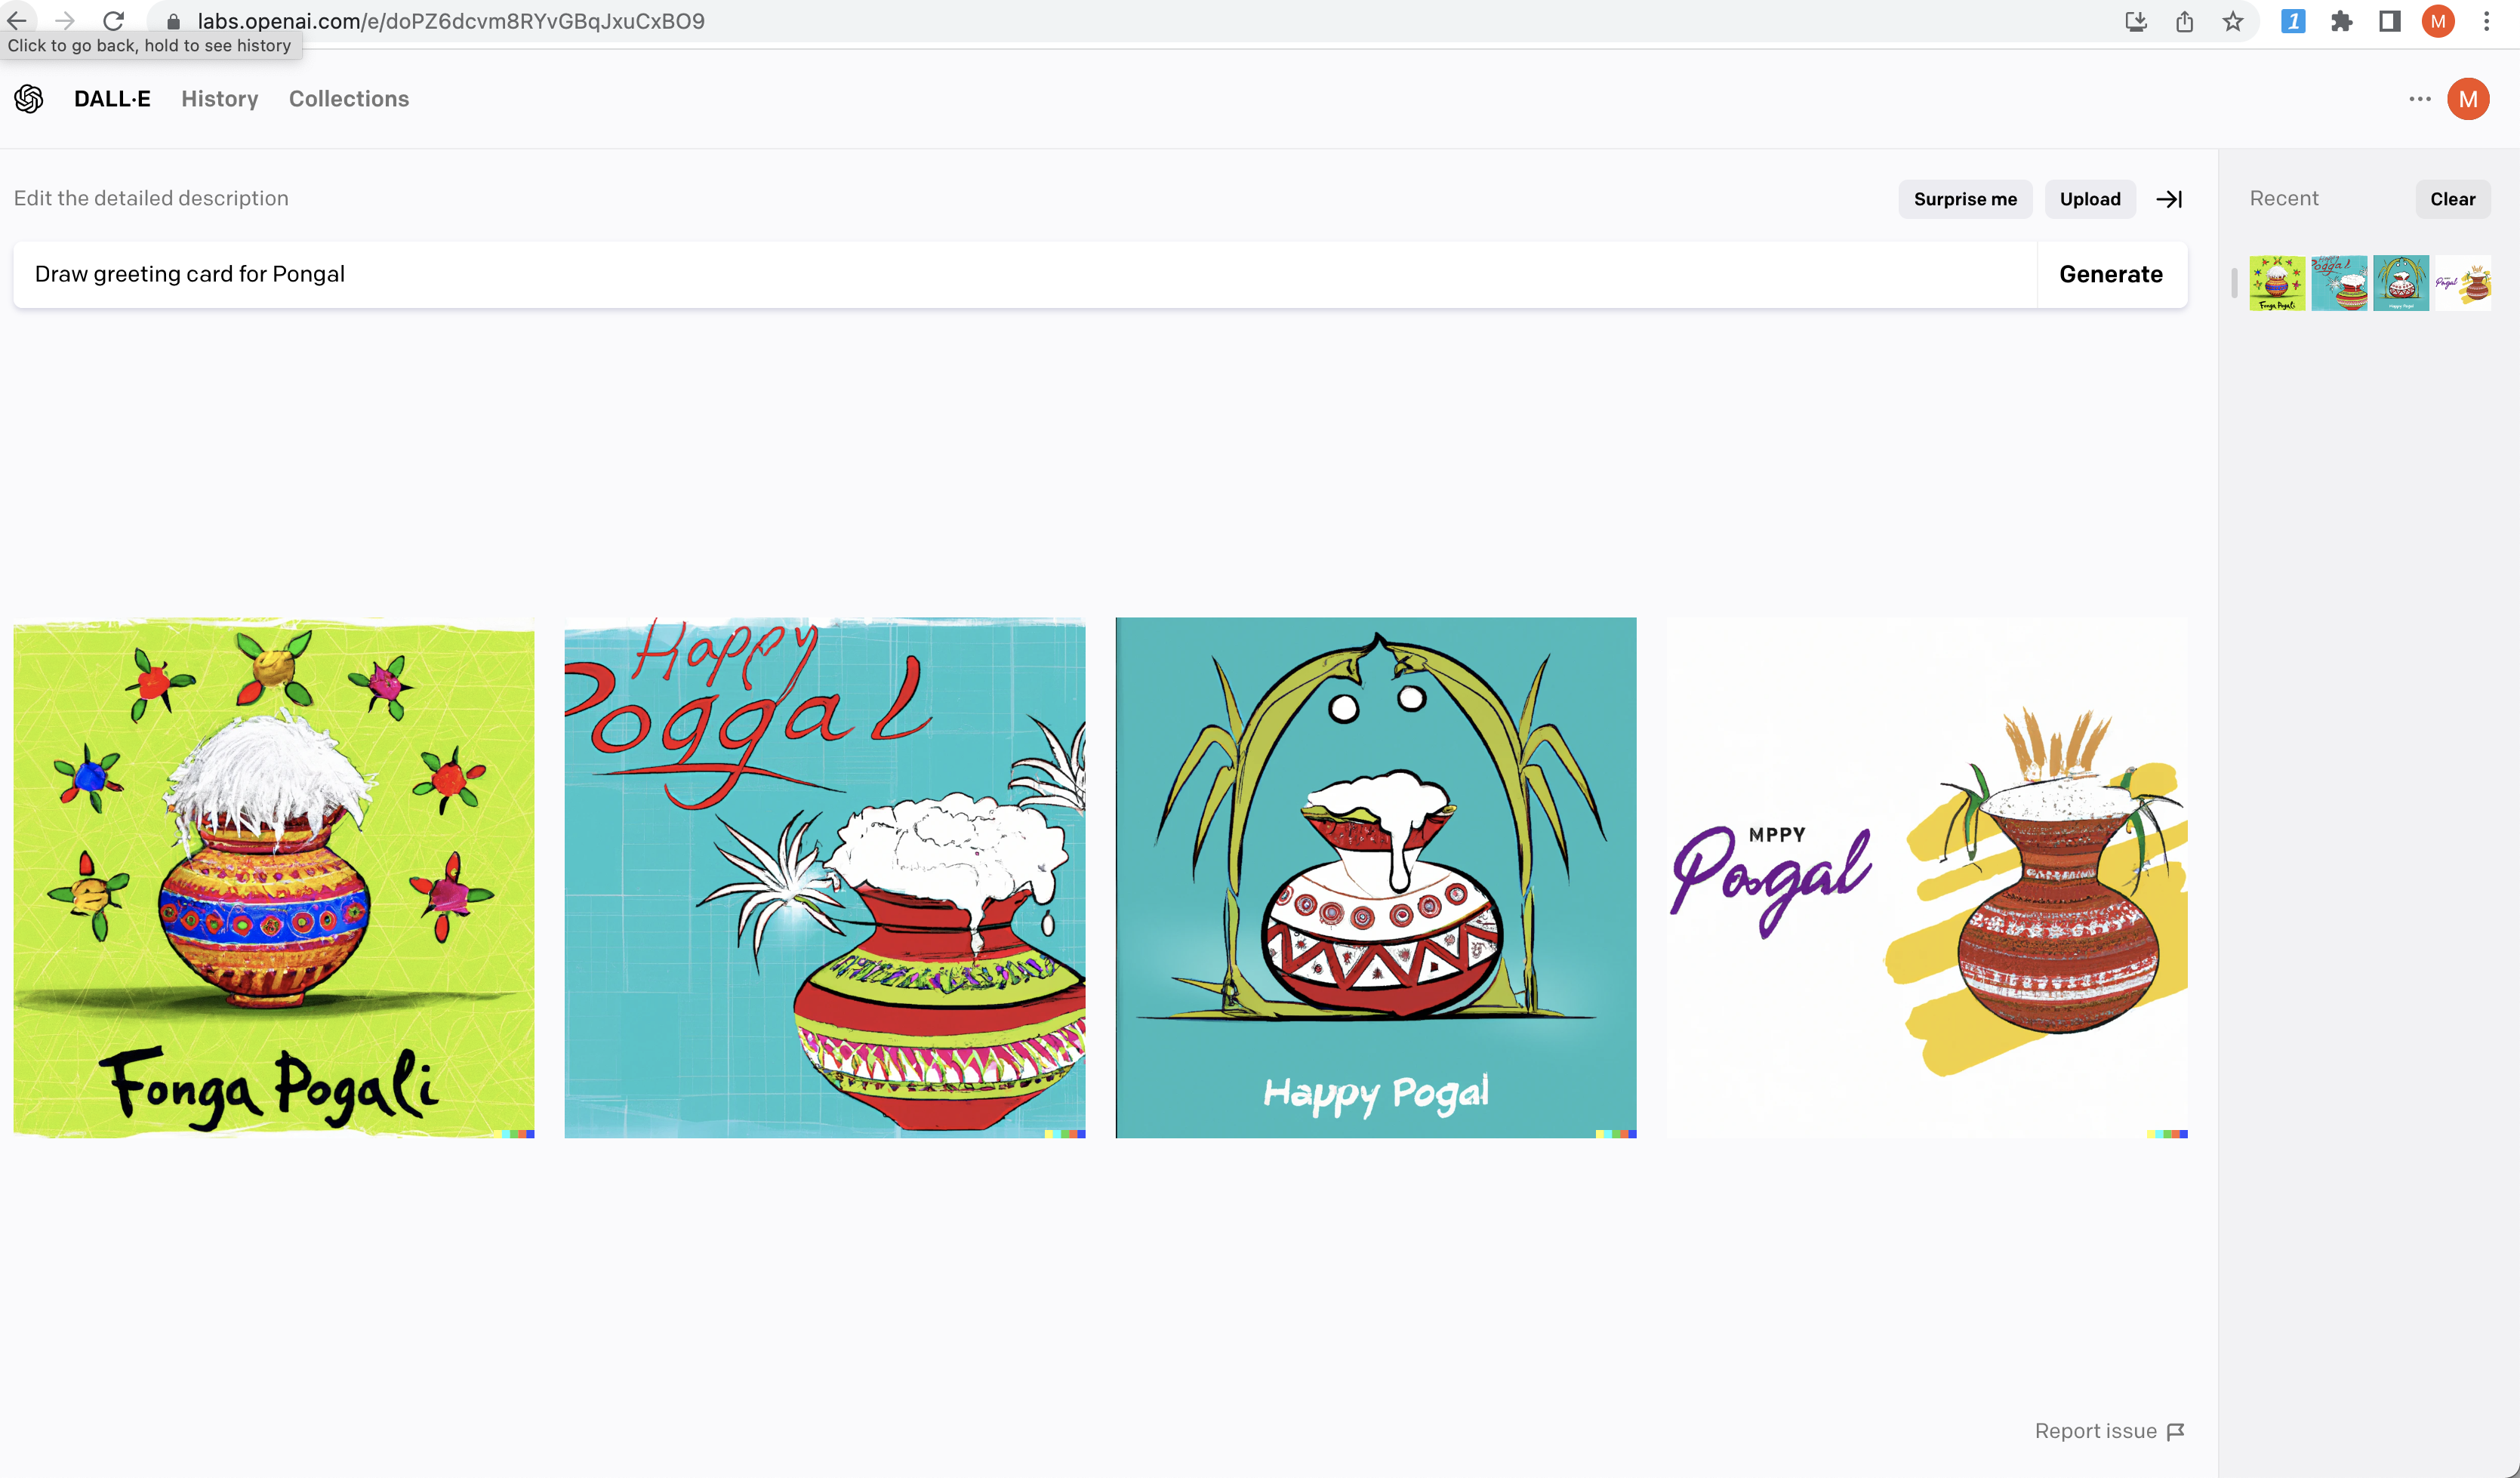 labs.openai.com/e/doPZ6dcvm8RYvGBqJxuCxBO9
1
M
Click to go back, hold to see history
DALL·E History Collections
M
Edit the detailed description
Surprise me
Upload
Recent
Clear
Draw greeting card for Pongal
Generate
Fonga Pogali
Happy
Poggal
Happy Pogal
MPPY
Posgal
Report issue